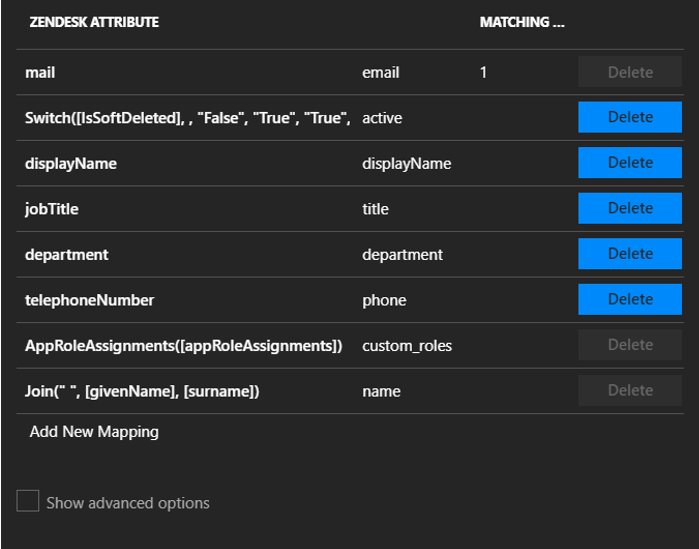 ZENDESK ATTRIBUTE MATCHING ...
mail email 1 Delete
Switch([IsSoftDeleted], , "False", "True", "True", active Delete
displayName displayName Delete
jobTitle title Delete
department department Delete
telephoneNumber phone Delete
AppRoleAssignments([appRoleAssignments]) custom_roles Delete
Join(" ", [givenName], [surname]) name Delete
Add New Mapping
Show advanced options